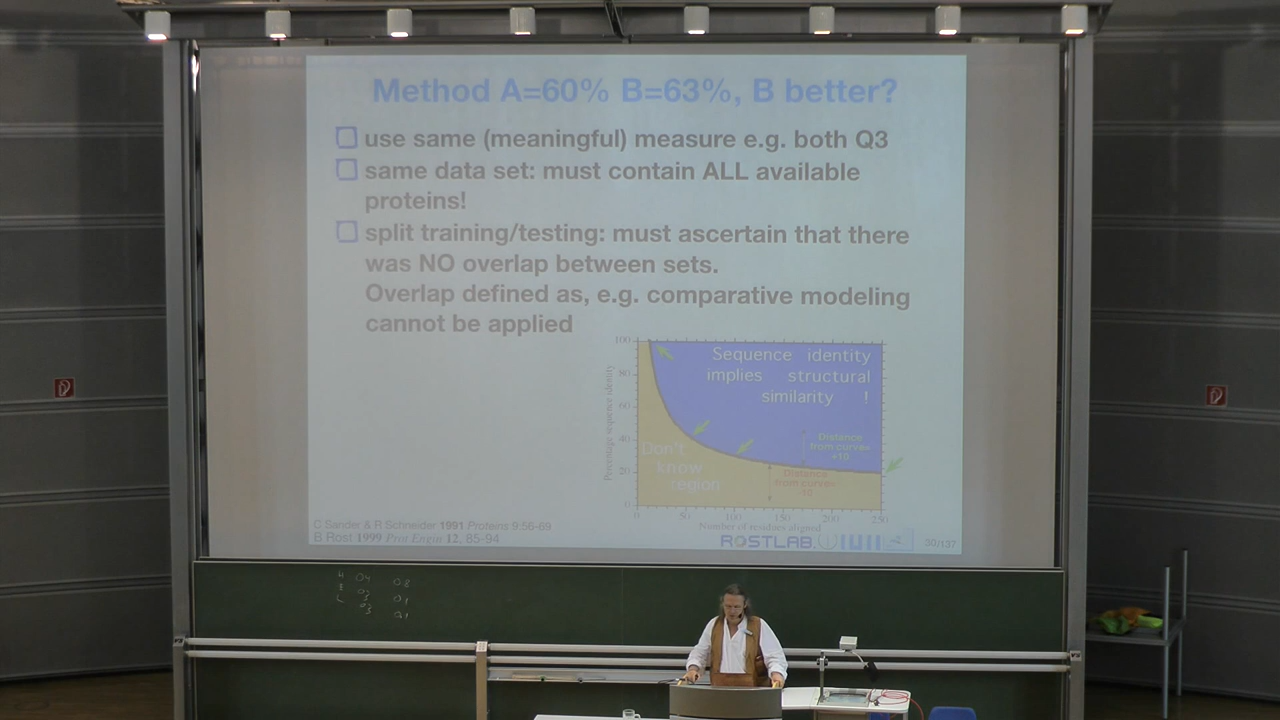 Method A=60% B=63%, B better?
use same (meaningful) measure e.g. both Q3
same data set: must contain ALL available
proteins!
split training/testing: must ascertain that there
was NO overlap between sets.
Overlap defined as, e.g. comparative modeling
cannot be applied
Percentage sequence identity
100
80
60
40
20
0
Sequence identity
implies structural
similarity !
Don't
know
region
Distance
from curve=
+10
Distance
from curve=
0 50 100 150 200 250
Number of residues aligned
C Sander & R Schneider 1991 Proteins 9:56-69
B Rost 1999 Prot Engin 12, 85-94
ROSTLAB
30/137
H 04 08